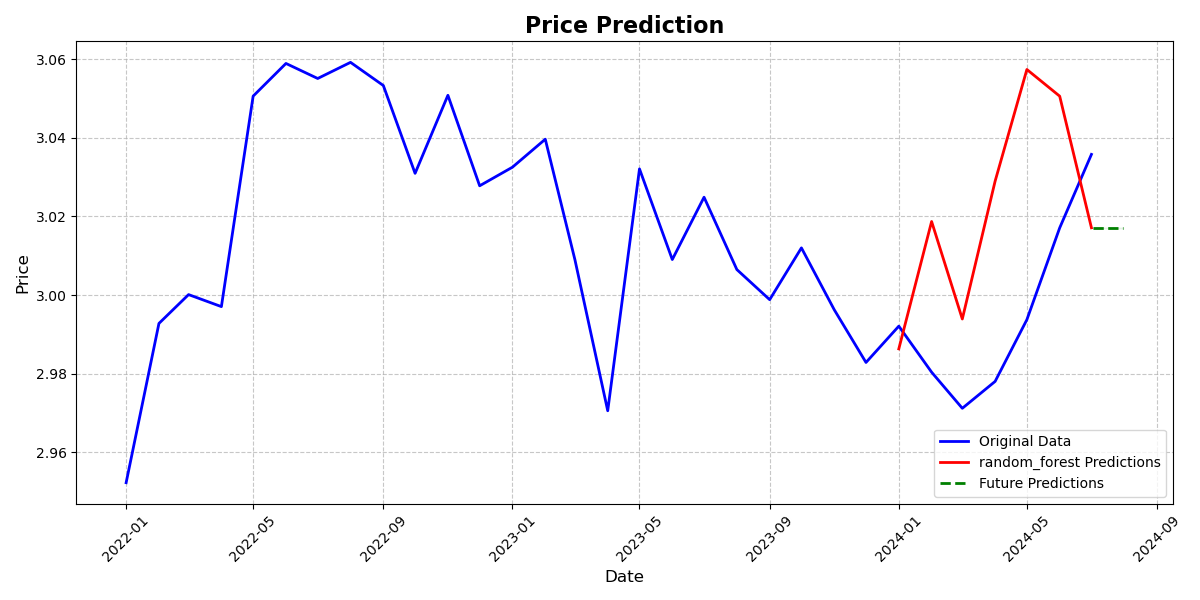 Price Prediction
3.06
3.04
3.02
3.00
2.98
2.96
Price
2022-01
2022-05
2022-09
2023-01
2023-05
2023-09
2024-01
2024-05
2024-09
Date
Original Data
random_forest Predictions
Future Predictions